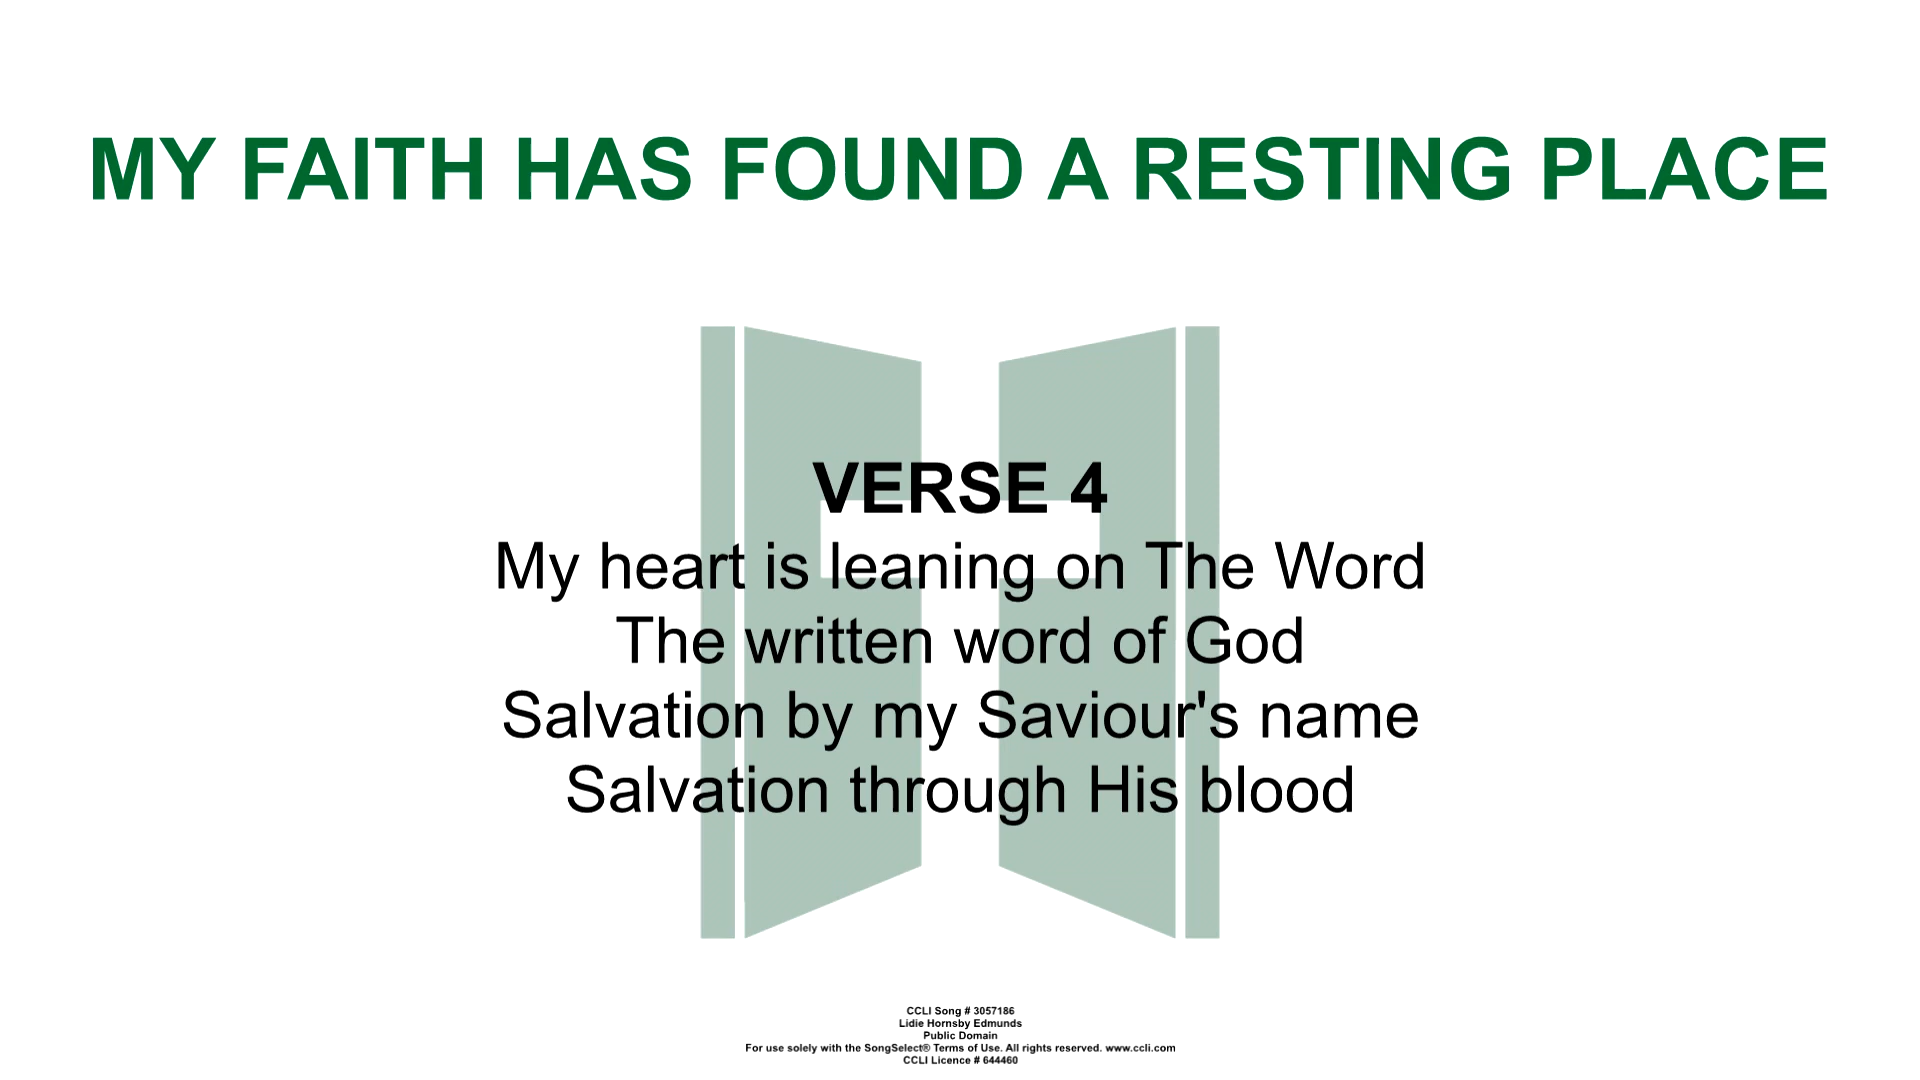 MY FAITH HAS FOUND A RESTING PLACE
VERSE 4
My heart is leaning on The Word
The written word of God
Salvation by my Saviour's name
Salvation through His blood
CCLI Song # 3057186
Lidie Hornsby Edmunds
Public Domain
For use solely with the SongSelect® Terms of Use. All rights reserved. www.ccli.com
CCLI Licence # 644460